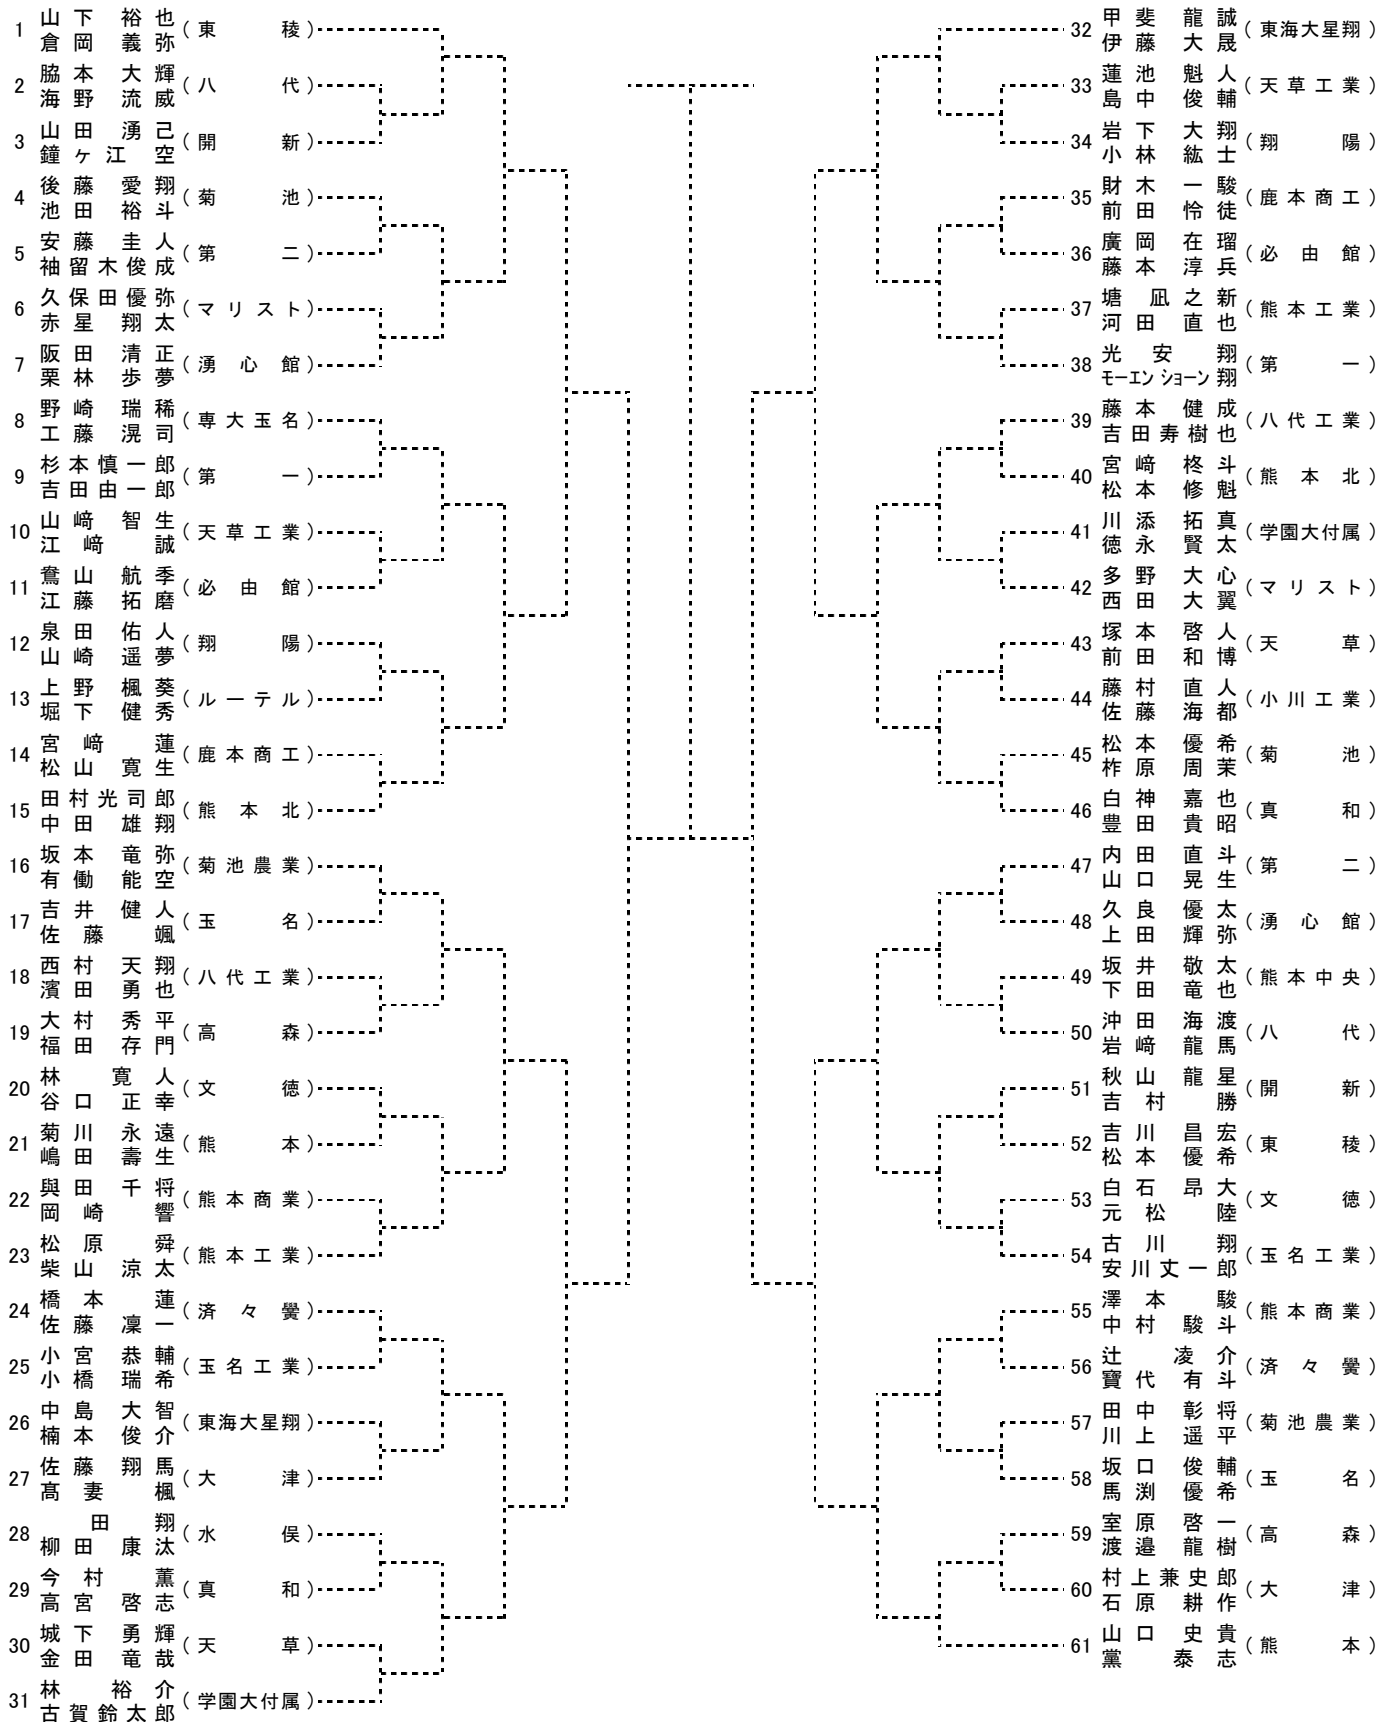 1 山下裕也 (東稜)
倉岡義弥
2 脇本大輝 (八代)
海野流威
3 山田湧己 (開新)
鐘ヶ江空
4 後藤愛翔 (菊池)
池田裕斗
5 安藤圭人 (第二)
袖留木俊成
6 久保田優弥 (マリスト)
赤星翔太
7 阪田清正 (湧心館)
栗林歩夢
8 野崎瑞稀 (専大玉名)
工藤滉司
9 杉本慎一郎 (第一)
吉田由一郎
10 山﨑智生 (天草工業)
江﨑誠
11 鴦山航季 (必由館)
江藤拓磨
12 泉田佑人 (翔陽)
山崎遥夢
13 上野楓葵 (ルーテル)
堀下健秀
14 宮﨑蓮 (鹿本商工)
松山寛生
15 田村光司郎 (熊本北)
中田雄翔
16 坂本竜弥 (菊池農業)
有働能空
17 吉井健人 (玉名)
佐藤颯
18 西村天翔 (八代工業)
濱田勇也
19 大村秀平 (高森)
福田存門
20 林寛人 (文徳)
谷口正幸
21 菊川永遠 (熊本)
嶋田壽生
22 與田千将 (熊本商業)
岡崎響
23 松原舜 (熊本工業)
柴山涼太
24 橋本蓮 (済々黌)
佐藤凜一
25 小宮恭輔 (玉名工業)
小橋瑞希
26 中島大智 (東海大星翔)
楠本俊介
27 佐藤翔馬 (大津)
髙妻楓
28 田翔 (水俣)
柳田康汰
29 今村薫 (真和)
高宮啓志
30 城下勇輝 (天草)
金田竜哉
31 林裕介 (学園大付属)
古賀鈴太郎
32 甲斐龍誠 (東海大星翔)
伊藤大晟
33 蓮池魁人 (天草工業)
島中俊輔
34 岩下大翔 (翔陽)
小林紘士
35 財木一駿 (鹿本商工)
前田怜徒
36 廣岡在瑠 (必由館)
藤本淳兵
37 塘凪之新 (熊本工業)
河田直也
38 光安翔 (第一)
モーエンショーン翔
39 藤本健成 (八代工業)
吉田寿樹也
40 宮﨑柊斗 (熊本北)
松本修魁
41 川添拓真 (学園大付属)
徳永賢太
42 多野大心 (マリスト)
西田大翼
43 塚本啓人 (天草)
前田和博
44 藤村直人 (小川工業)
佐藤海都
45 松本優希 (菊池)
柞原周茉
46 白神嘉也 (真和)
豊田貴昭
47 内田直斗 (第二)
山口晃生
48 久良優太 (湧心館)
上田輝弥
49 坂井敬太 (熊本中央)
下田竜也
50 沖田海渡 (八代)
岩﨑龍馬
51 秋山龍星 (開新)
吉村勝
52 吉川昌宏 (東稜)
松本優希
53 白石昂大 (文徳)
元松陸
54 古川翔 (玉名工業)
安川丈一郎
55 澤本駿 (熊本商業)
中村駿斗
56 辻凌介 (済々黌)
寶代有斗
57 田中彰将 (菊池農業)
川上遥平
58 坂口俊輔 (玉名)
馬渕優希
59 室原啓一 (高森)
渡邉龍樹
60 村上兼史郎 (大津)
石原耕作
61 山口史貴 (熊本)
黨泰志